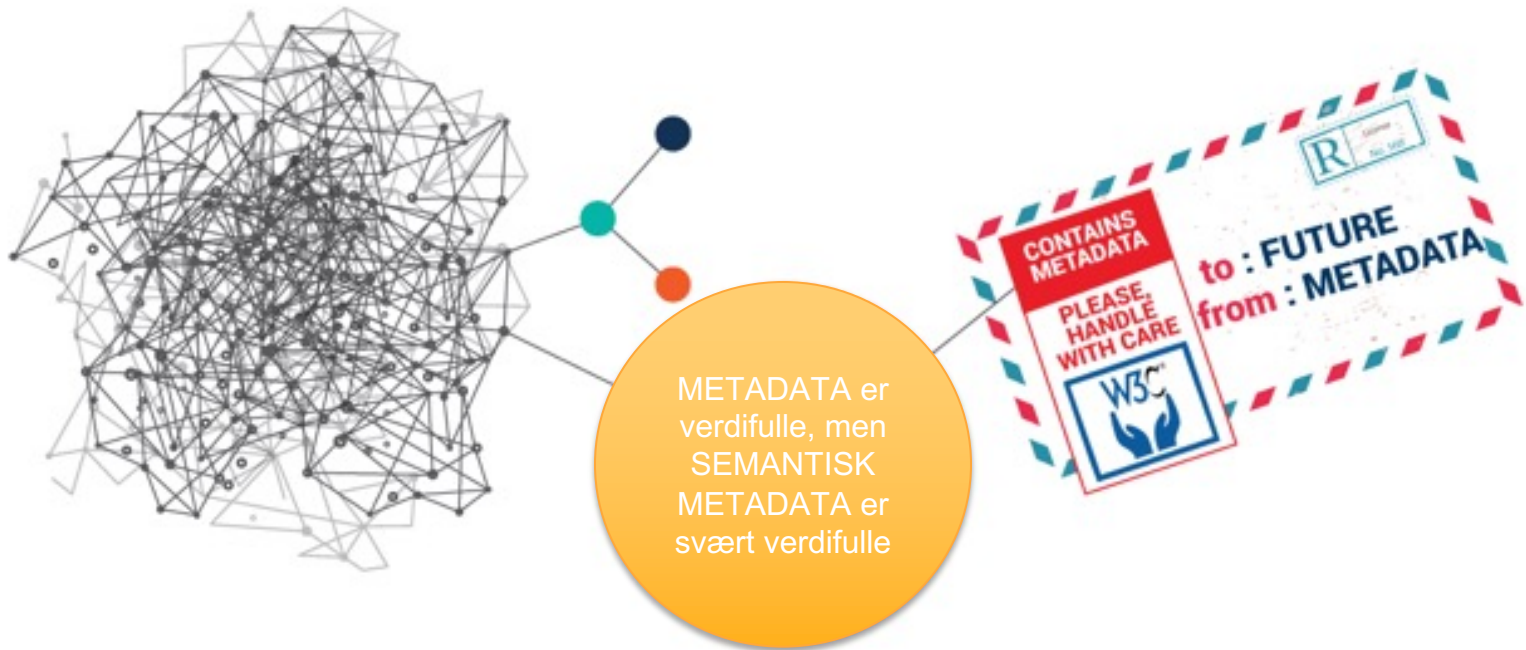 METADATA er
verdifulle, men
SEMANTISK
METADATA er
svært verdifulle
R
CONTAINS
METADATA
PLEASE,
HANDLE
WITH CARE
W3C
to : FUTURE
from : METADATA